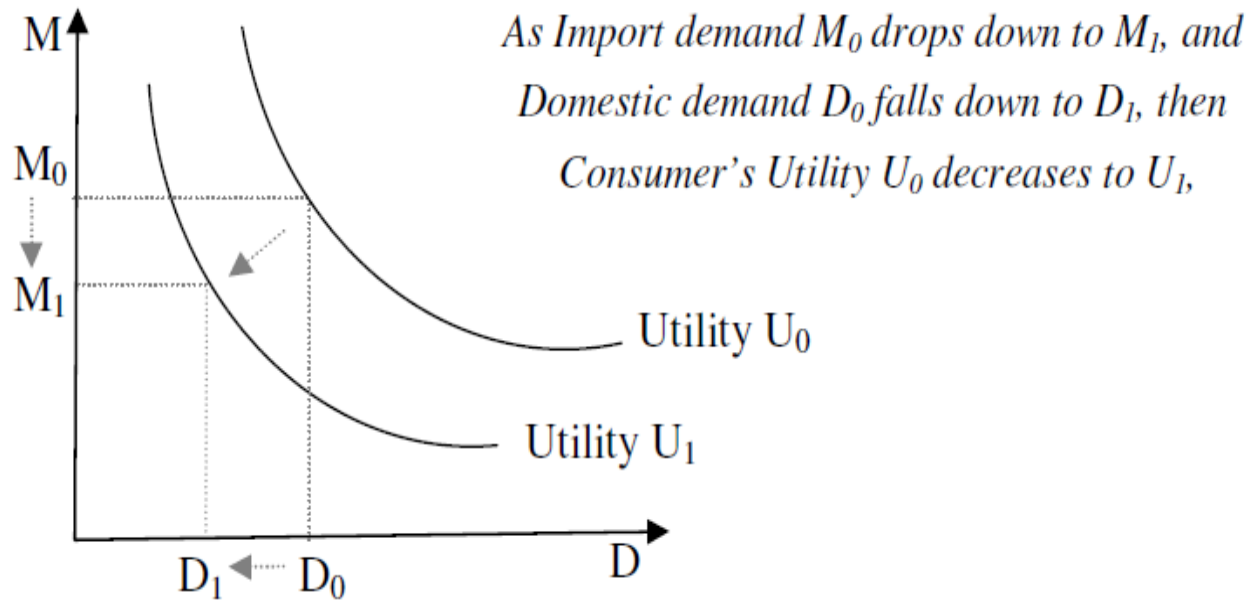 M
As Import demand M₀ drops down to M₁, and
Domestic demand D₀ falls down to D₁, then
Consumer's Utility U₀ decreases to U₁,
M₀
M₁
Utility U₀
Utility U₁
D₁ D₀ D